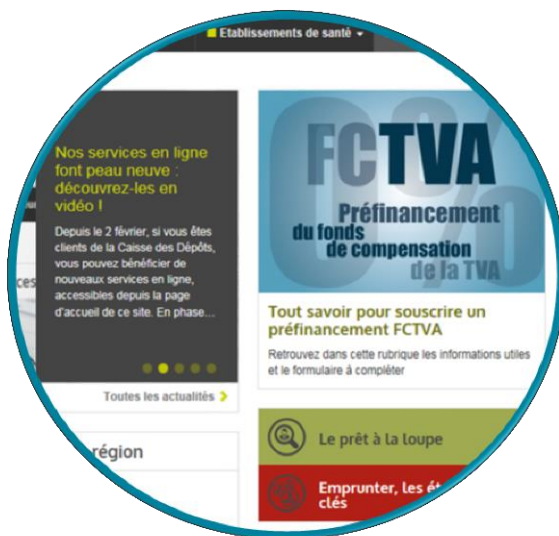 Etablissements de santé
Nos services en ligne
font peau neuve :
découvrez-les en
vidéo !
Depuis le 2 février, si vous êtes
clients de la Caisse des Dépôts,
vous pouvez bénéficier de
nouveaux services en ligne,
accessibles depuis la page
d'accueil de ce site. En phase...
Toutes les actualités
région
0%
FCTVA
Préfinancement
du fonds
de compensation
de la TVA
Tout savoir pour souscrire un
préfinancement FCTVA
Retrouvez dans cette rubrique les informations utiles
et le formulaire à compléter
Le prêt à la loupe
Emprunter, les
clés